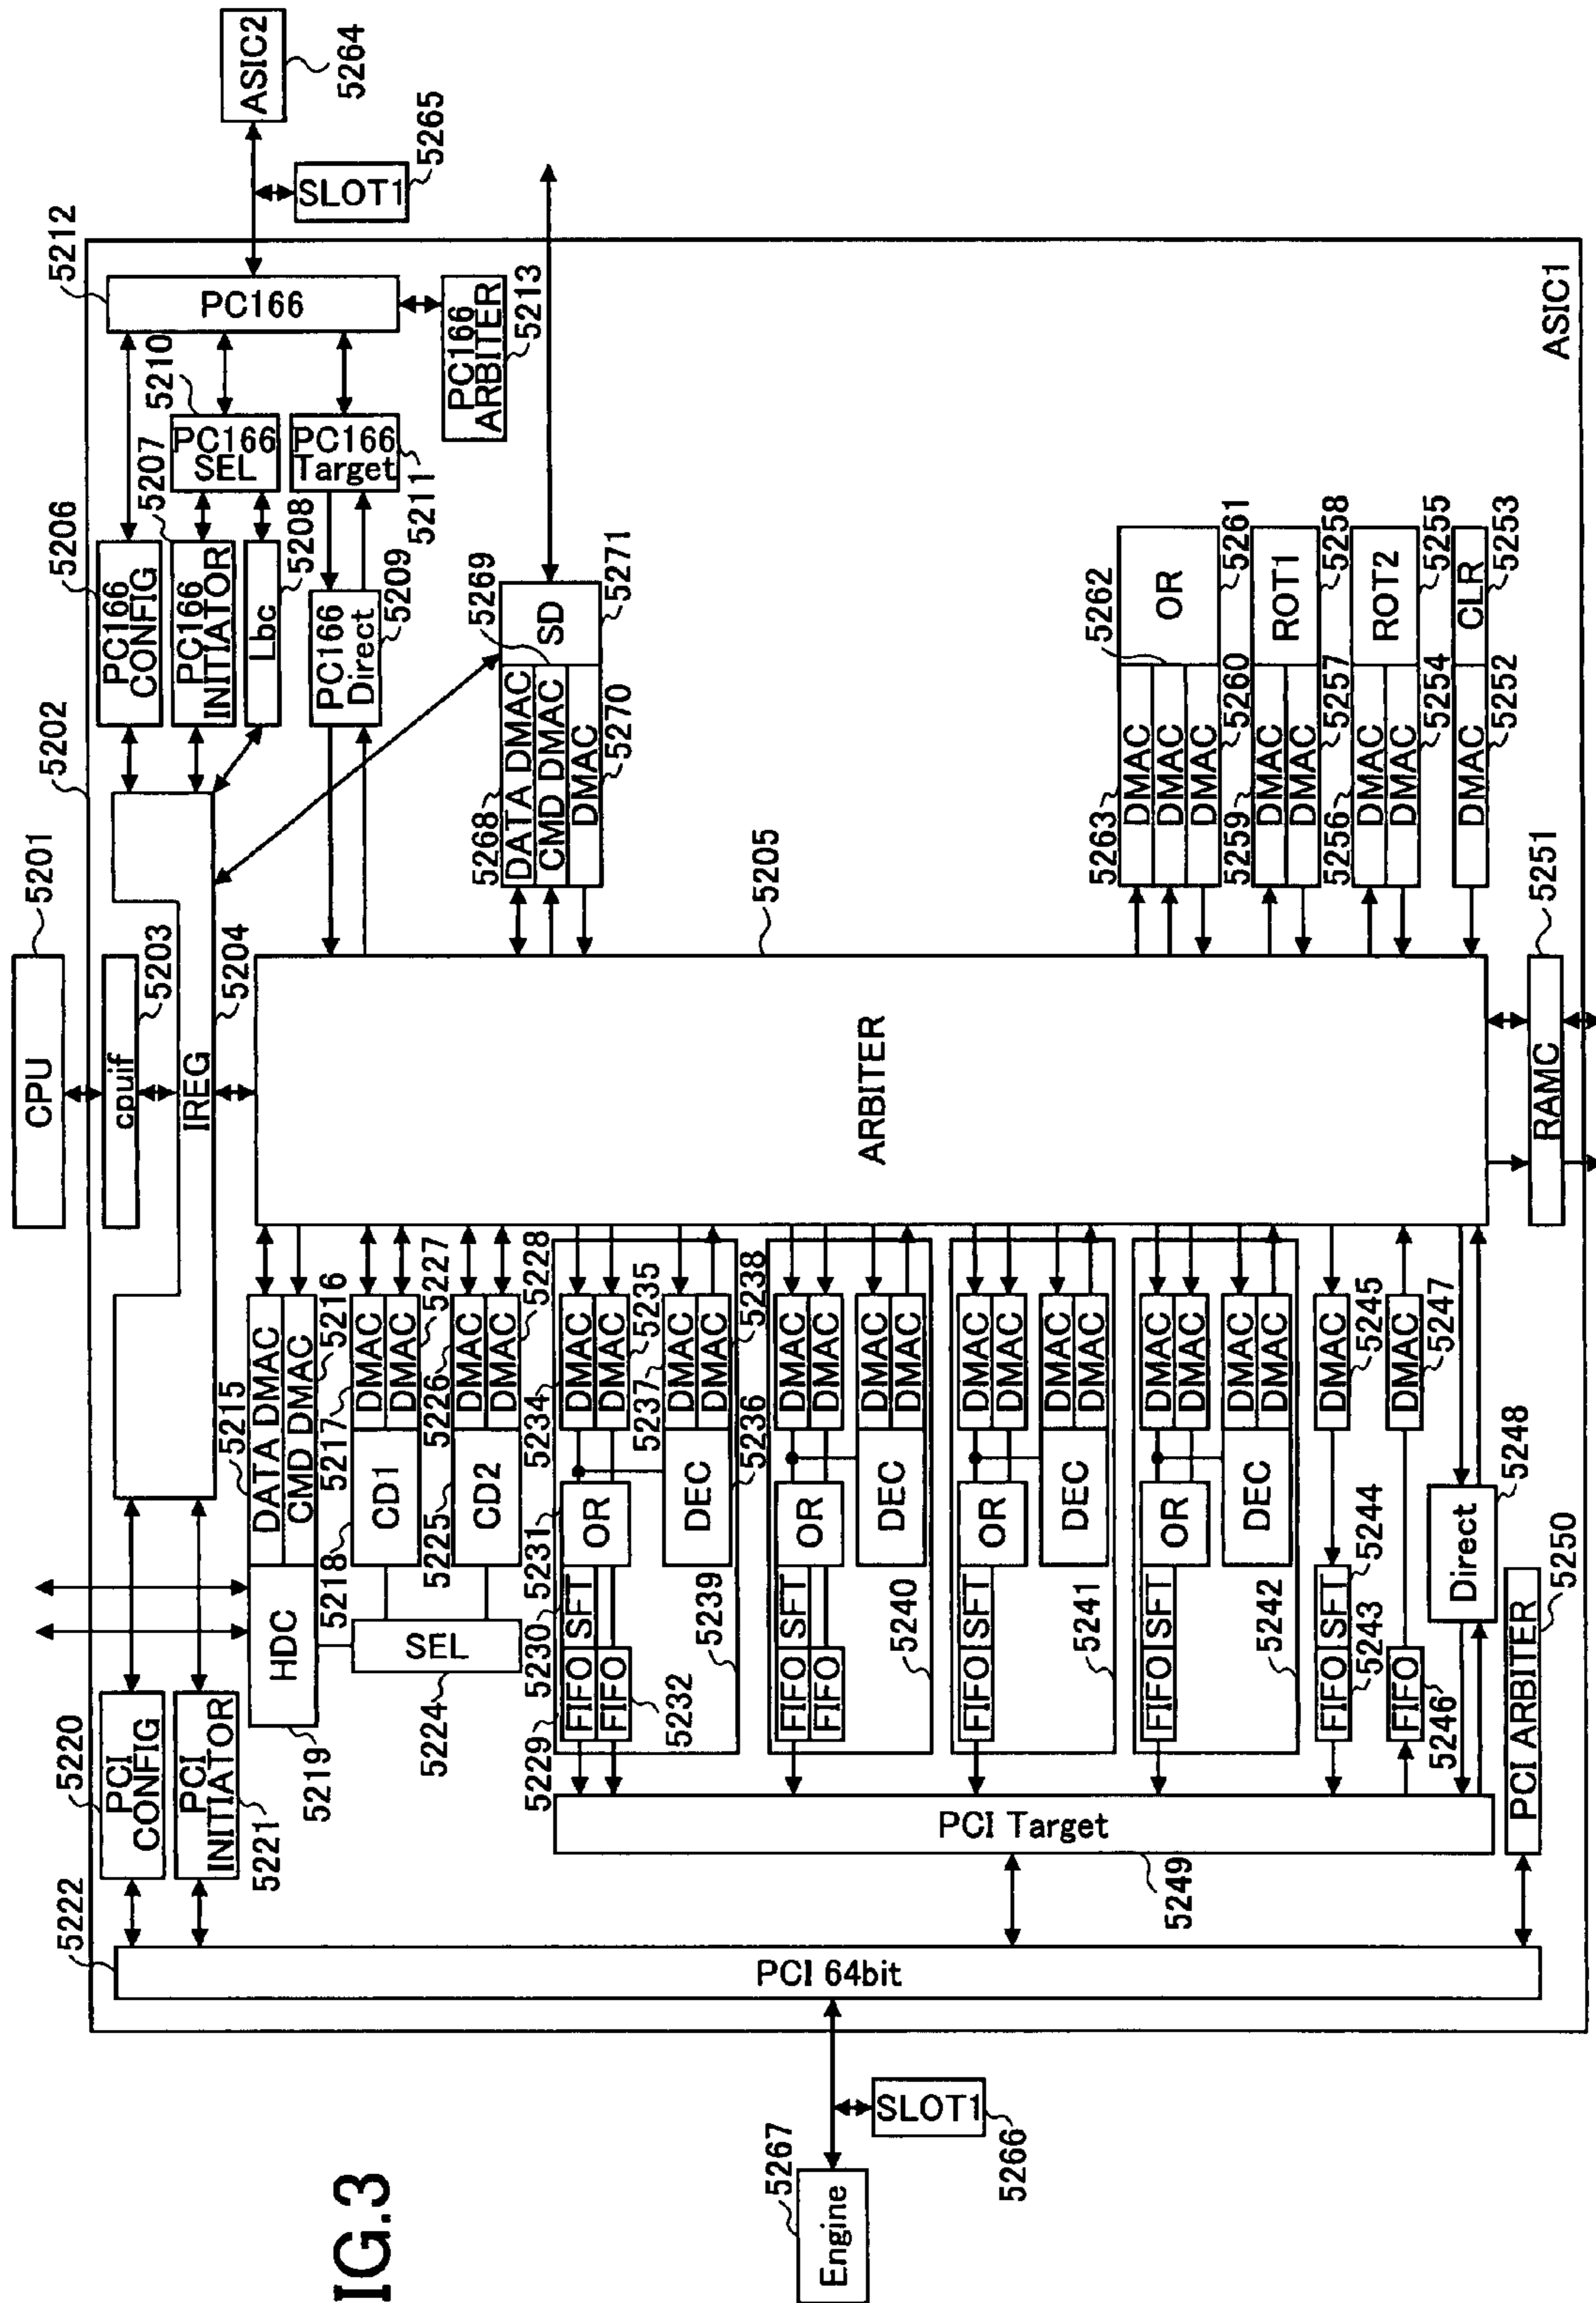 IG.3
CPU
5201
5202
cpuif
5203
IREG
5204
ARBITER
5205
5206
PC166
CONFIG
5207
PC166
INITIATOR
Lbc
5208
PC166
Direct
5209
5210
PC166
SEL
PC166
Target
5211
5212
PC166
PC166
ARBITER
5213
ASIC2
5264
SLOT1
5265
5268
DATA DMAC
CMD DMAC
DMAC
5269
5270
SD
5271
5263
DMAC
DMAC
DMAC
5262
5260
OR
5261
5259
DMAC
DMAC
5257
ROT1
5258
5256
DMAC
DMAC
5254
ROT2
5255
DMAC
5252
CLR
5253
RAMC
5251
ASIC1
5222
PCI 64bit
5220
PCI
CONFIG
PCI
INITIATOR
5221
HDC
5219
5215
DATA DMAC
CMD DMAC
5216
5217
DMAC
DMAC
5227
CD1
5218
5226
DMAC
DMAC
5228
CD2
5225
SEL
5224
5229
FIFO
FIFO
5232
5230
SFT
5231
OR
5234
DMAC
DMAC
5235
5237
DMAC
DMAC
5238
DEC
5236
5239
FIFO
FIFO
SFT
OR
DMAC
DMAC
DMAC
DMAC
DEC
5240
FIFO
SFT
OR
DMAC
DMAC
DMAC
DMAC
DEC
5241
FIFO
SFT
OR
DMAC
DMAC
DMAC
DMAC
DEC
5242
FIFO
5243
SFT
5244
DMAC
5245
FIFO
5246
DMAC
5247
Direct
5248
PCI Target
5249
PCI ARBITER
5250
Engine
5267
SLOT1
5266